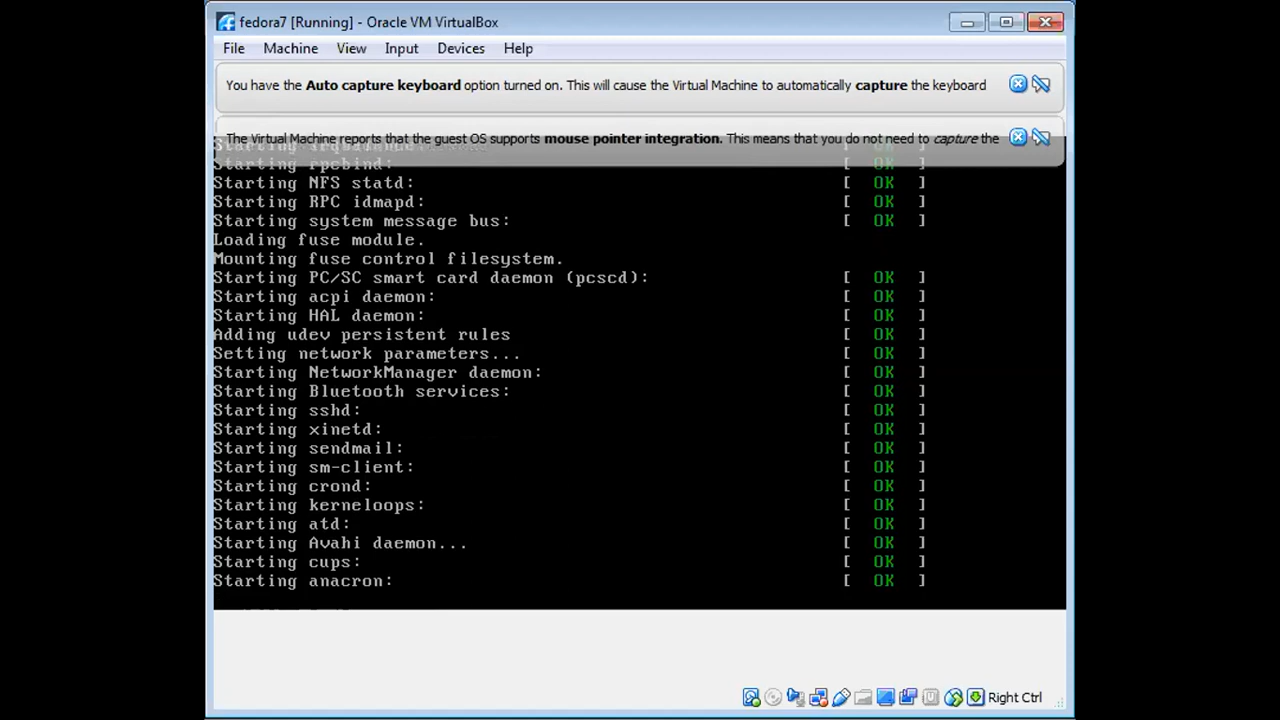 fedora7 [Running] - Oracle VM VirtualBox
File Machine View Input Devices Help
You have the Auto capture keyboard option turned on. This will cause the Virtual Machine to automatically capture the keyboard
The Virtual Machine reports that the guest OS supports mouse pointer integration. This means that you do not need to capture the
Starting
Starting rpcbind: [ OK ]
Starting NFS statd: [ OK ]
Starting RPC idmapd: [ OK ]
Starting system message bus: [ OK ]
Loading fuse module.
Mounting fuse control filesystem.
Starting PC/SC smart card daemon (pcscd): [ OK ]
Starting acpi daemon: [ OK ]
Starting HAL daemon: [ OK ]
Adding udev persistent rules [ OK ]
Setting network parameters... [ OK ]
Starting NetworkManager daemon: [ OK ]
Starting Bluetooth services: [ OK ]
Starting sshd: [ OK ]
Starting xinetd: [ OK ]
Starting sendmail: [ OK ]
Starting sm-client: [ OK ]
Starting crond: [ OK ]
Starting kerneloops: [ OK ]
Starting atd: [ OK ]
Starting Avahi daemon... [ OK ]
Starting cups: [ OK ]
Starting anacron: [ OK ]
Right Ctrl